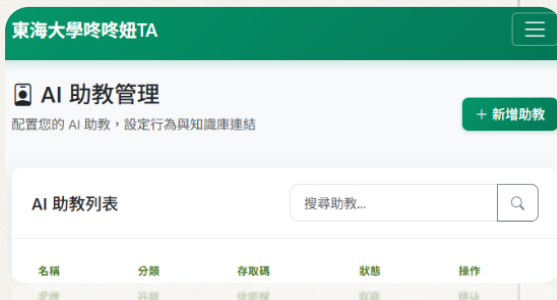 東海大學咚咚妞TA
AI 助教管理
配置您的 AI 助教，設定行為與知識庫連結
+ 新增助教
AI 助教列表
搜尋助教...
名稱 分類 存取碼 狀態 操作